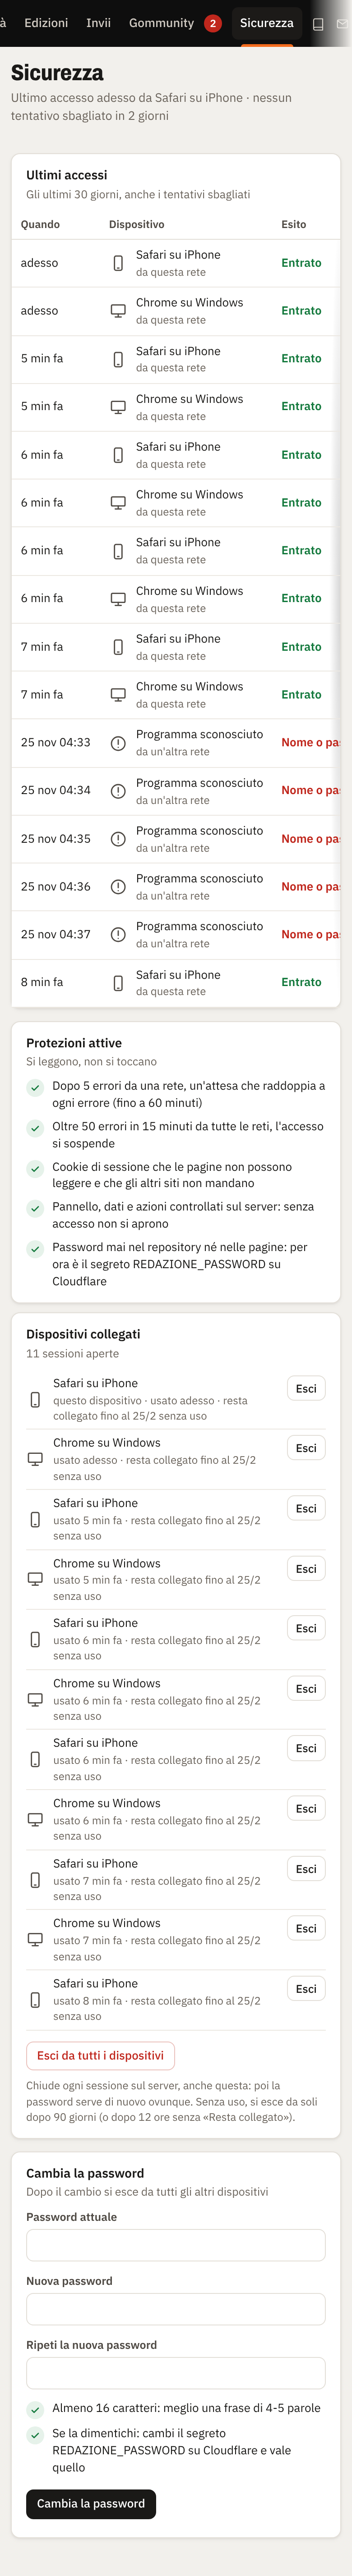 à Edizioni Invii Gommunity 2 Sicurezza
Sicurezza
Ultimo accesso adesso da Safari su iPhone · nessun
tentativo sbagliato in 2 giorni
Ultimi accessi
Gli ultimi 30 giorni, anche i tentativi sbagliati
Quando Dispositivo Esito
adesso Safari su iPhone Entrato
da questa rete
adesso Chrome su Windows Entrato
da questa rete
5 min fa Safari su iPhone Entrato
da questa rete
5 min fa Chrome su Windows Entrato
da questa rete
6 min fa Safari su iPhone Entrato
da questa rete
6 min fa Chrome su Windows Entrato
da questa rete
6 min fa Safari su iPhone Entrato
da questa rete
6 min fa Chrome su Windows Entrato
da questa rete
7 min fa Safari su iPhone Entrato
da questa rete
7 min fa Chrome su Windows Entrato
da questa rete
25 nov 04:33 Programma sconosciuto Nome o pas
da un'altra rete
25 nov 04:34 Programma sconosciuto Nome o pas
da un'altra rete
25 nov 04:35 Programma sconosciuto Nome o pas
da un'altra rete
25 nov 04:36 Programma sconosciuto Nome o pas
da un'altra rete
25 nov 04:37 Programma sconosciuto Nome o pas
da un'altra rete
8 min fa Safari su iPhone Entrato
da questa rete
Protezioni attive
Si leggono, non si toccano
Dopo 5 errori da una rete, un'attesa che raddoppia a
ogni errore (fino a 60 minuti)
Oltre 50 errori in 15 minuti da tutte le reti, l'accesso
si sospende
Cookie di sessione che le pagine non possono
leggere e che gli altri siti non mandano
Pannello, dati e azioni controllati sul server: senza
accesso non si aprono
Password mai nel repository né nelle pagine: per
ora è il segreto REDAZIONE_PASSWORD su
Cloudflare
Dispositivi collegati
11 sessioni aperte
Safari su iPhone Esci
questo dispositivo · usato adesso · resta
collegato fino al 25/2 senza uso
Chrome su Windows Esci
usato adesso · resta collegato fino al 25/2
senza uso
Safari su iPhone Esci
usato 5 min fa · resta collegato fino al 25/2
senza uso
Chrome su Windows Esci
usato 5 min fa · resta collegato fino al 25/2
senza uso
Safari su iPhone Esci
usato 6 min fa · resta collegato fino al 25/2
senza uso
Chrome su Windows Esci
usato 6 min fa · resta collegato fino al 25/2
senza uso
Safari su iPhone Esci
usato 6 min fa · resta collegato fino al 25/2
senza uso
Chrome su Windows Esci
usato 6 min fa · resta collegato fino al 25/2
senza uso
Safari su iPhone Esci
usato 7 min fa · resta collegato fino al 25/2
senza uso
Chrome su Windows Esci
usato 7 min fa · resta collegato fino al 25/2
senza uso
Safari su iPhone Esci
usato 8 min fa · resta collegato fino al 25/2
senza uso
Esci da tutti i dispositivi
Chiude ogni sessione sul server, anche questa: poi la
password serve di nuovo ovunque. Senza uso, si esce da soli
dopo 90 giorni (o dopo 12 ore senza «Resta collegato»).
Cambia la password
Dopo il cambio si esce da tutti gli altri dispositivi
Password attuale
Nuova password
Ripeti la nuova password
Almeno 16 caratteri: meglio una frase di 4-5 parole
Se la dimentichi: cambi il segreto
REDAZIONE_PASSWORD su Cloudflare e vale
quello
Cambia la password